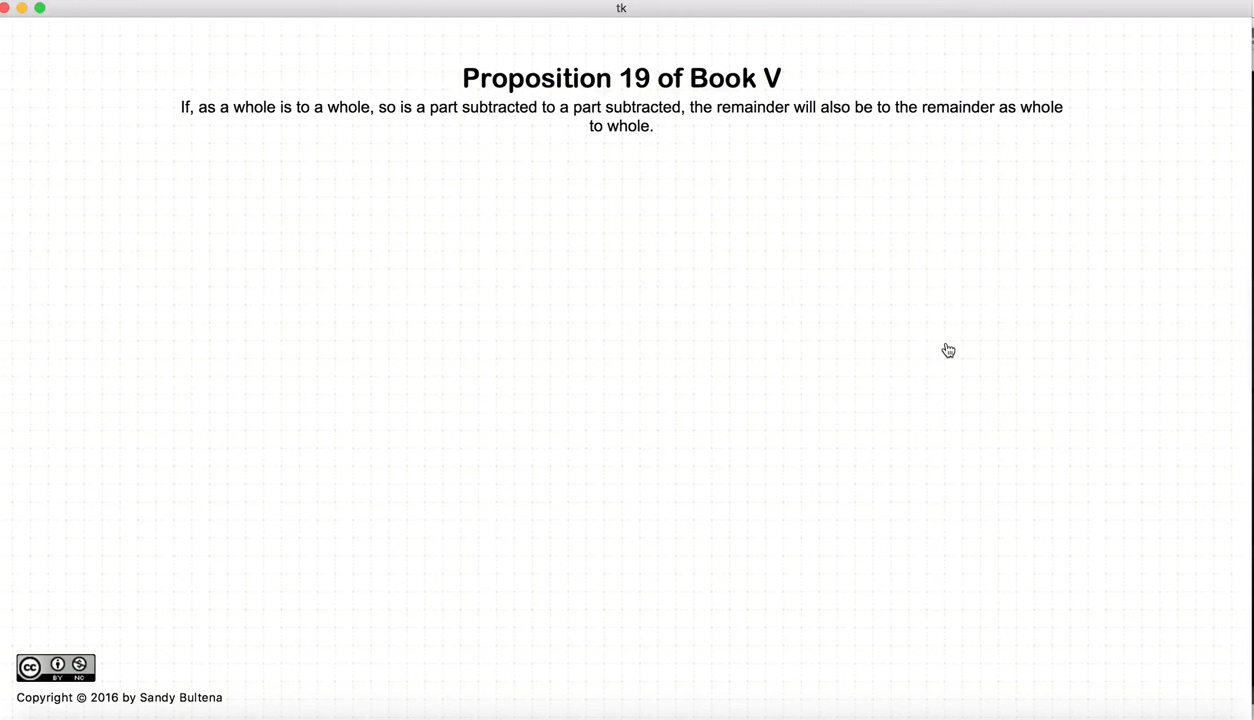 tk
Proposition 19 of Book V
If, as a whole is to a whole, so is a part subtracted to a part subtracted, the remainder will also be to the remainder as whole
to whole.
cc
BY NC
Copyright © 2016 by Sandy Bultena